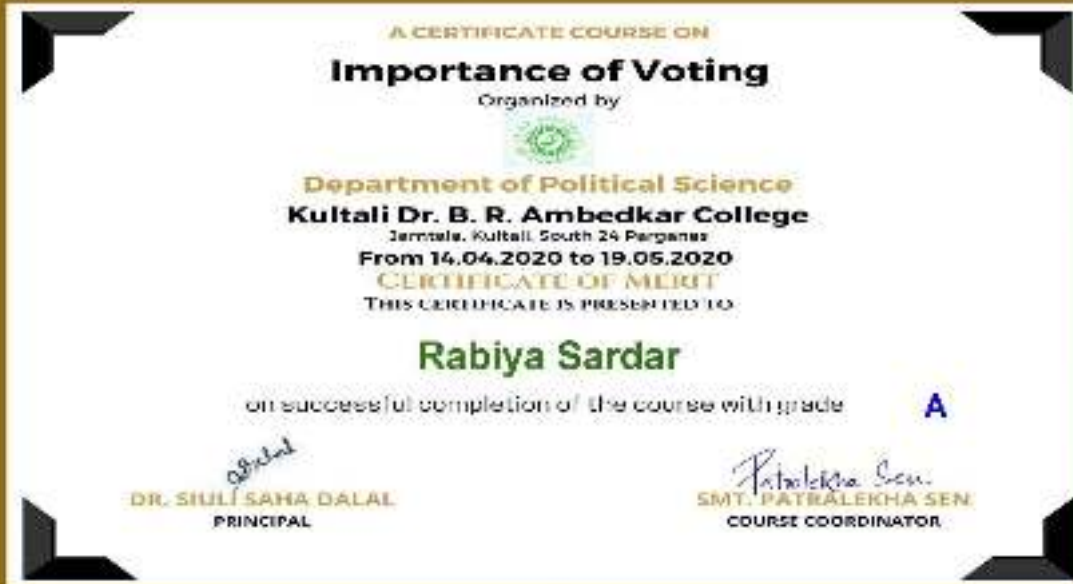 A CERTIFICATE COURSE ON
Importance of Voting
Organized by
Department of Political Science
Kultali Dr. B. R. Ambedkar College
Jamtala, Kultali, South 24 Parganas
From 14.04.2020 to 19.05.2020
CERTIFICATE OF MERIT
THIS CERTIFICATE IS PRESENTED TO
Rabiya Sardar
on successful completion of the course with grade A
DR. SIULI SAHA DALAL
PRINCIPAL
Patralekha Sen.
SMT. PATRALEKHA SEN
COURSE COORDINATOR